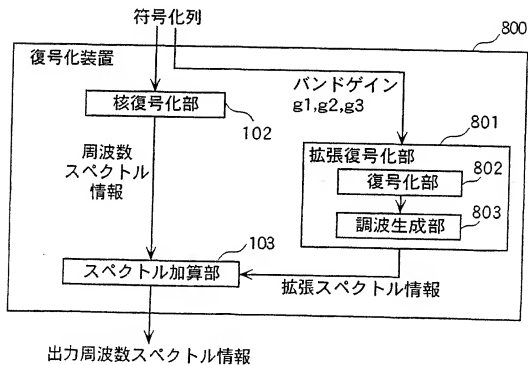 符号化列
800
復号化装置
バンドゲイン
g1,g2,g3
核復号化部
102
801
拡張復号化部
復号化部
802
周波数
スペクトル
情報
調波生成部
803
103
スペクトル加算部
拡張スペクトル情報
出力周波数スペクトル情報